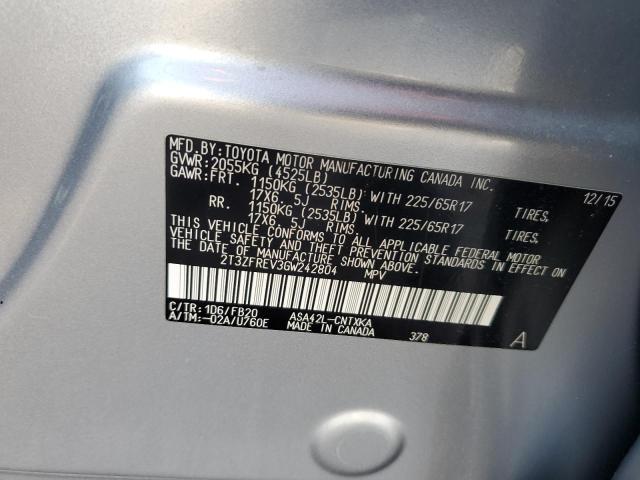 MFD.BY:TOYOTA MOTOR MANUFACTURING CANADA INC.
GVWR:2055KG (4525LB) 12/15
GAWR:FRT. 1150KG (2535LB) WITH 225/65R17 TIRES.
17X6.5J RIMS.
RR. 1150KG (2535LB) WITH 225/65R17 TIRES.
17X6.5J RIMS.
THIS VEHICLE CONFORMS TO ALL APPLICABLE FEDERAL MOTOR
VEHICLE SAFETY AND THEFT PREVENTION STANDARDS IN EFFECT
ON THE DATE OF MANUFACTURE SHOWN ABOVE.
2T3ZFREV3GW242804 MPV
C/TR:1D6/FB20 ASA42L-CNTXKA
A/TM:-02A/U760E MADE IN CANADA 378 A